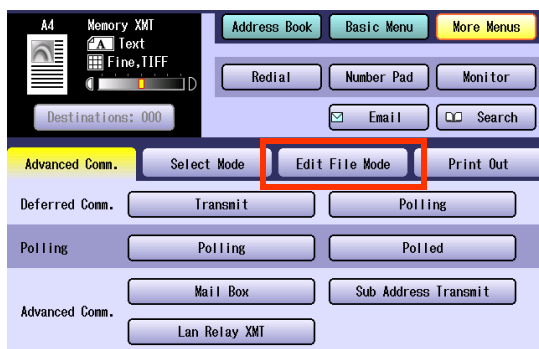 A4 Memory XMT
A Text
Fine,TIFF
D
Destinations: 000
Address Book Basic Menu More Menus
Redial Number Pad Monitor
Email Search
Advanced Comm. Select Mode Edit File Mode Print Out
Deferred Comm. Transmit Polling
Polling Polling Polled
Advanced Comm. Mail Box Sub Address Transmit
Lan Relay XMT